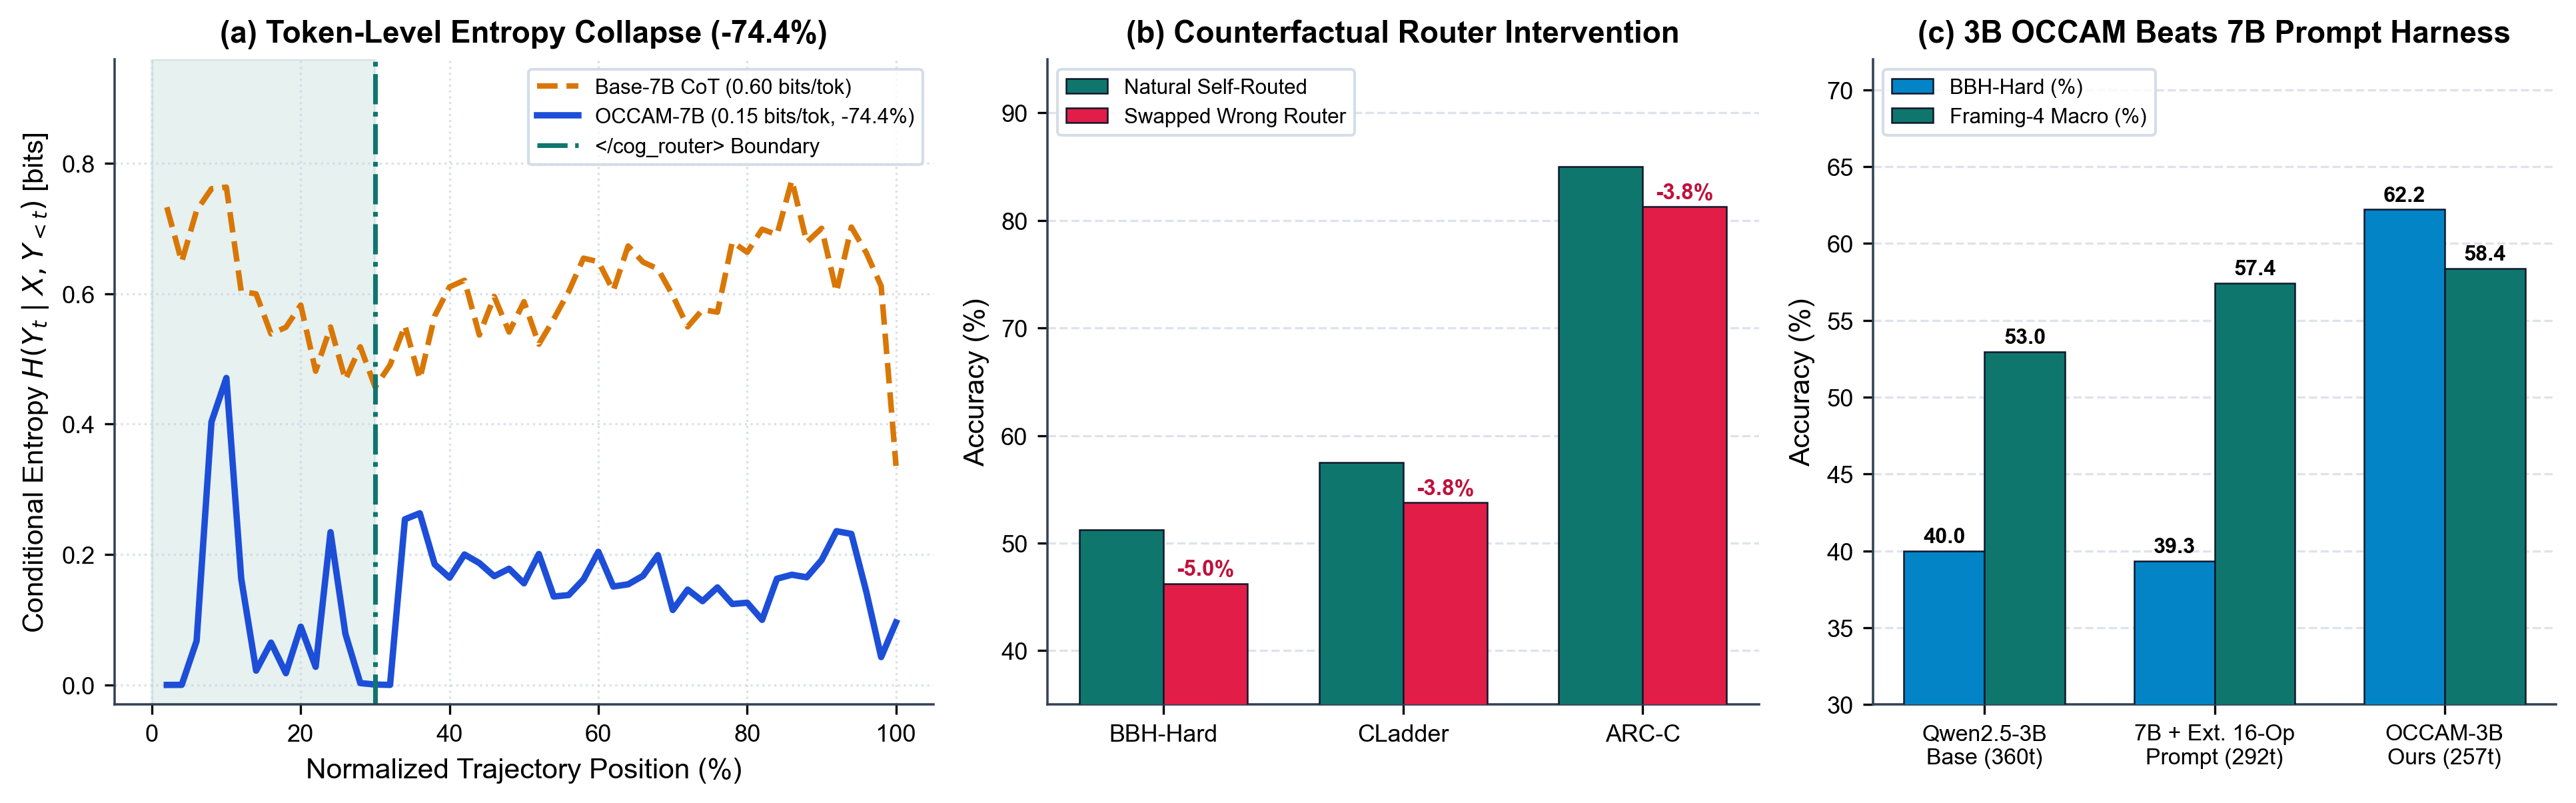 (a) Token-Level Entropy Collapse (-74.4%)
Conditional Entropy H(Y_t | X, Y_{<t}) [bits]
0.8
0.6
0.4
0.2
0.0
Base-7B CoT (0.60 bits/tok)
OCCAM-7B (0.15 bits/tok, -74.4%)
</cog_router> Boundary
0 20 40 60 80 100
Normalized Trajectory Position (%)
(b) Counterfactual Router Intervention
Accuracy (%)
90
80
70
60
50
40
Natural Self-Routed
Swapped Wrong Router
-5.0%
-3.8%
-3.8%
BBH-Hard CLadder ARC-C
(c) 3B OCCAM Beats 7B Prompt Harness
Accuracy (%)
70
65
60
55
50
45
40
35
30
BBH-Hard (%)
Framing-4 Macro (%)
40.0
53.0
39.3
57.4
62.2
58.4
Qwen2.5-3B
Base (360t)
7B + Ext. 16-Op
Prompt (292t)
OCCAM-3B
Ours (257t)